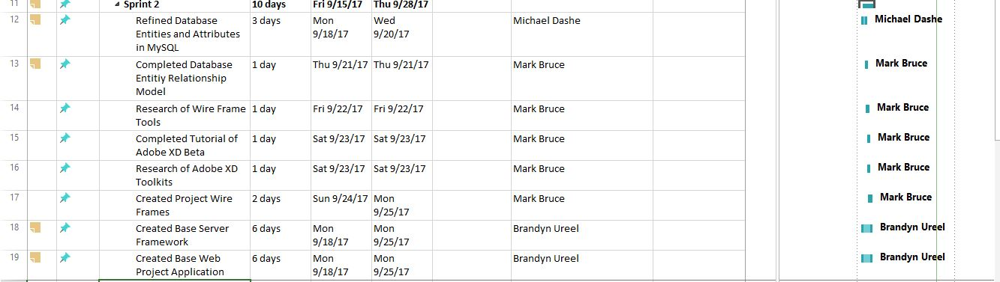 11 Sprint 2 10 days Fri 9/15/17 Thu 9/28/17
12 Refined Database 3 days Mon Wed Michael Dashe Michael Dashe
Entities and Attributes 9/18/17 9/20/17
in MySQL
13 Completed Database 1 day Thu 9/21/17 Thu 9/21/17 Mark Bruce Mark Bruce
Entitiy Relationship
Model
14 Research of Wire Frame 1 day Fri 9/22/17 Fri 9/22/17 Mark Bruce Mark Bruce
Tools
15 Completed Tutorial of 1 day Sat 9/23/17 Sat 9/23/17 Mark Bruce Mark Bruce
Adobe XD Beta
16 Research of Adobe XD 1 day Sat 9/23/17 Sat 9/23/17 Mark Bruce Mark Bruce
Toolkits
17 Created Project Wire 2 days Sun 9/24/17 Mon Mark Bruce Mark Bruce
Frames 9/25/17
18 Created Base Server 6 days Mon Mon Brandyn Ureel Brandyn Ureel
Framework 9/18/17 9/25/17
19 Created Base Web 6 days Mon Mon Brandyn Ureel Brandyn Ureel
Project Application 9/18/17 9/25/17